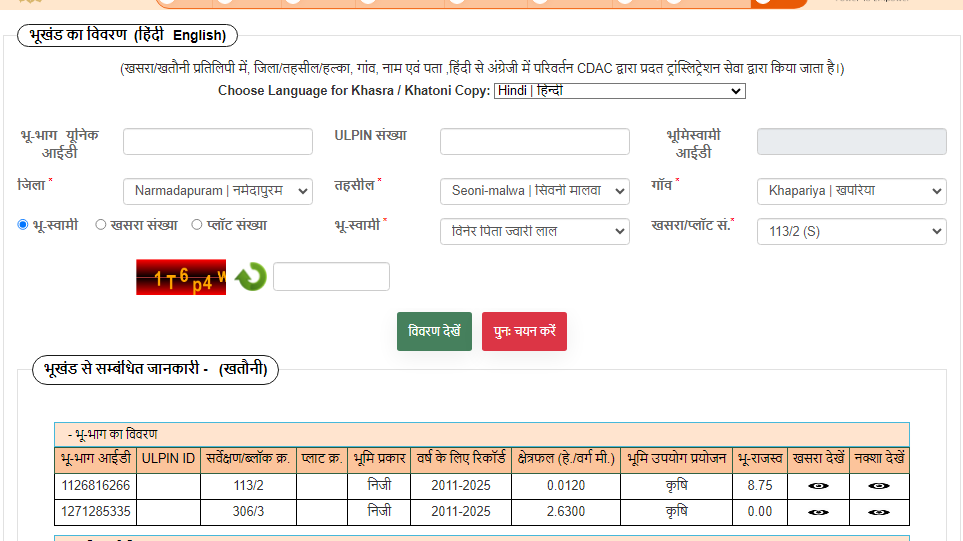 भूखंड का विवरण (हिंदी English)
(खसरा/खतौनी प्रतिलिपी में, जिला/तहसील/हल्का, गांव, नाम एवं पता ,हिंदी से अंग्रेजी में परिवर्तन CDAC द्वारा प्रदत ट्रांस्लिट्रेशन सेवा द्वारा किया जाता है।)
Choose Language for Khasra / Khatoni Copy: Hindi | हिन्दी
भू-भाग यूनिक आईडी ULPIN संख्या भूमिस्वामी आईडी
जिला * Narmadapuram | नर्मदापुरम तहसील * Seoni-malwa | सिवनी मालवा गॉंव * Khapariya | खपरिया
भू-स्वामी खसरा संख्या प्लॉट संख्या भू-स्वामी * विनेर पिता ज्वारी लाल खसरा/प्लॉट सं.* 113/2 (S)
1T6p4w
विवरण देखें पुनः चयन करें
भूखंड से सम्बंधित जानकारी - (खतौनी)
- भू-भाग का विवरण
भू-भाग आईडी ULPIN ID सर्वेक्षण/ब्लॉक क्र. प्लाट क्र. भूमि प्रकार वर्ष के लिए रिकॉर्ड क्षेत्रफल (हे./वर्ग मी.) भूमि उपयोग प्रयोजन भू-राजस्व खसरा देखें नक्शा देखें
1126816266 113/2 निजी 2011-2025 0.0120 कृषि 8.75
1271285335 306/3 निजी 2011-2025 2.6300 कृषि 0.00